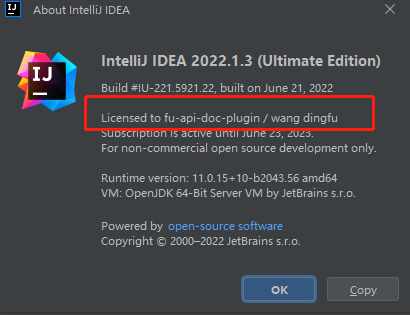 About IntelliJ IDEA
IJ
IJ
IntelliJ IDEA 2022.1.3 (Ultimate Edition)
Build #IU-221.5921.22, built on June 21, 2022
Licensed to fu-api-doc-plugin / wang dingfu
Subscription is active until June 23, 2023.
For non-commercial open source development only.
Runtime version: 11.0.15+10-b2043.56 amd64
VM: OpenJDK 64-Bit Server VM by JetBrains s.r.o.
Powered by open-source software
Copyright © 2000–2022 JetBrains s.r.o.
OK
Copy